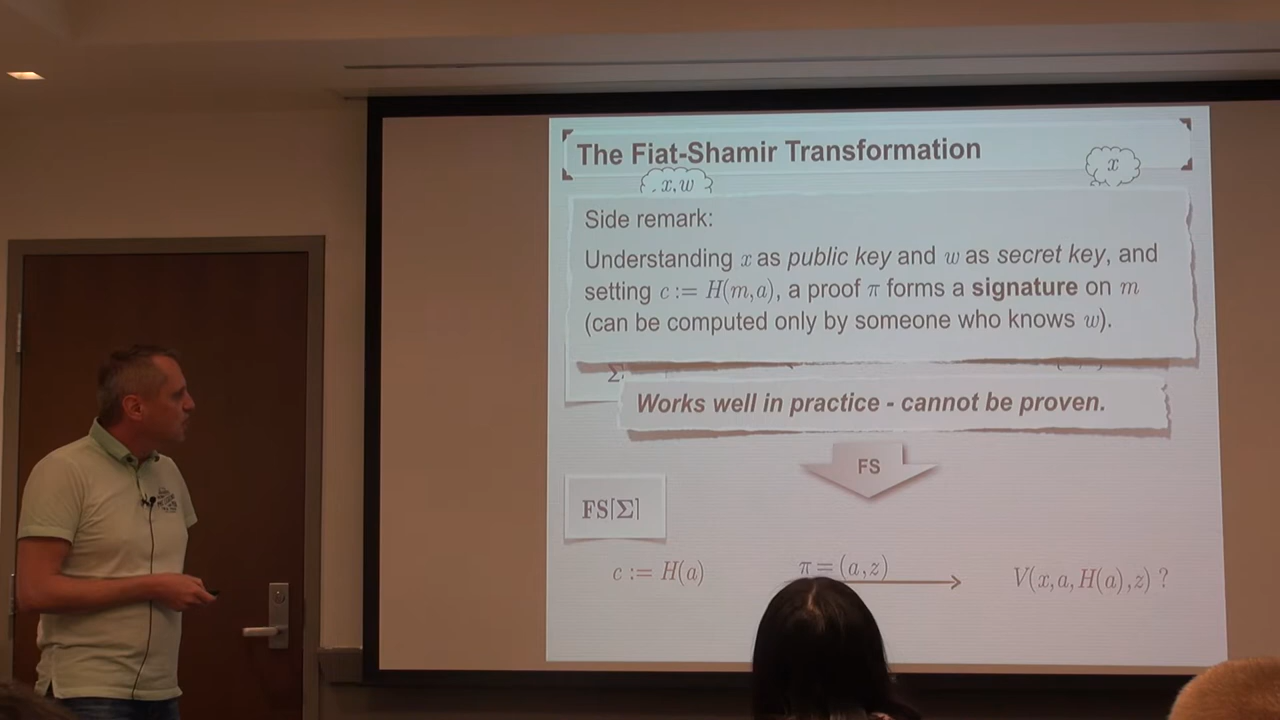 The Fiat-Shamir Transformation
x
x, w
Side remark:
Understanding x as public key and w as secret key, and
setting c := H(m,a), a proof π forms a signature on m
(can be computed only by someone who knows w).
Σ
Works well in practice - cannot be proven.
FS
FS[Σ]
c := H(a)
π = (a,z)
V(x,a,H(a),z) ?